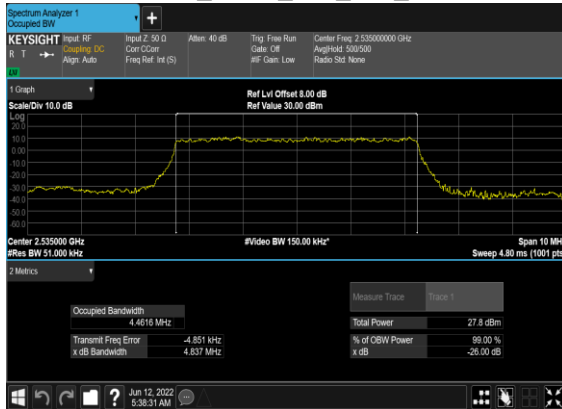 Spectrum Analyzer 1
Occupied BW
+
KEYSIGHT
R T
LXI
Input: RF
Coupling: DC
Align: Auto
Input Z: 50 Ω
Corr CCorr
Freq Ref: Int (S)
Atten: 40 dB
Trig: Free Run
Gate: Off
#IF Gain: Low
Center Freq: 2.535000000 GHz
Avg|Hold: 500/500
Radio Std: None
1 Graph
Scale/Div 10.0 dB
Ref Lvl Offset 8.00 dB
Ref Value 30.00 dBm
Log
20.0
10.0
0.00
-10.0
-20.0
-30.0
-40.0
-50.0
-60.0
Center 2.535000 GHz
#Res BW 51.000 kHz
#Video BW 150.00 kHz*
Span 10 MH
Sweep 4.80 ms (1001 pts
2 Metrics
Measure Trace Trace 1
Occupied Bandwidth
4.4616 MHz
Total Power 27.8 dBm
Transmit Freq Error -4.851 kHz
% of OBW Power 99.00 %
x dB Bandwidth 4.837 MHz
x dB -26.00 dB
?
Jun 12, 2022
5:38:31 AM